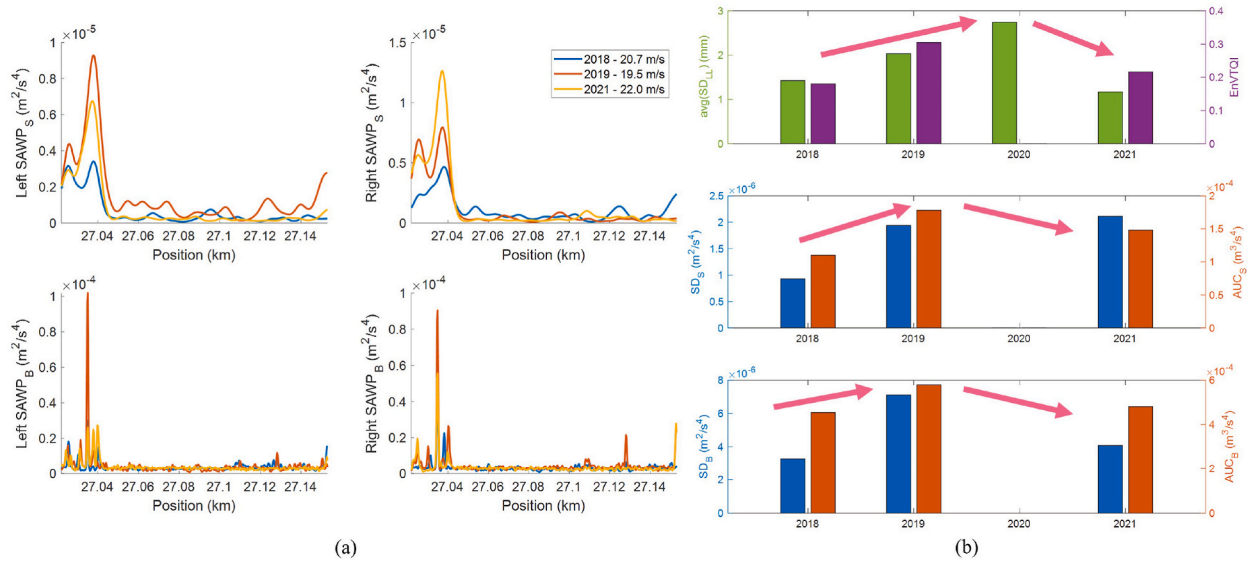 ×10⁻⁵
Left SAWP_S (m²/s⁴)
1
0.8
0.6
0.4
0.2
0
27.04 27.06 27.08 27.1 27.12 27.14
Position (km)
×10⁻⁵
Right SAWP_S (m²/s⁴)
1.5
1
0.5
0
27.04 27.06 27.08 27.1 27.12 27.14
Position (km)
2018 - 20.7 m/s
2019 - 19.5 m/s
2021 - 22.0 m/s
×10⁻⁴
Left SAWP_B (m²/s⁴)
1
0.8
0.6
0.4
0.2
0
27.04 27.06 27.08 27.1 27.12 27.14
Position (km)
×10⁻⁴
Right SAWP_B (m²/s⁴)
1
0.8
0.6
0.4
0.2
0
27.04 27.06 27.08 27.1 27.12 27.14
Position (km)
(a)
avg(SD_LL) (mm)
3
2
1
0
2018 2019 2020 2021
0.4
0.3
0.2
0.1
0
EnVTQI
×10⁻⁶
SD_S (m²/s⁴)
2.5
2
1.5
1
0.5
0
2018 2019 2020 2021
×10⁻⁴
2
1.5
1
0.5
0
AUC_S (m³/s⁴)
×10⁻⁶
SD_B (m²/s⁴)
8
6
4
2
0
2018 2019 2020 2021
×10⁻⁴
6
4
2
0
AUC_B (m³/s⁴)
(b)